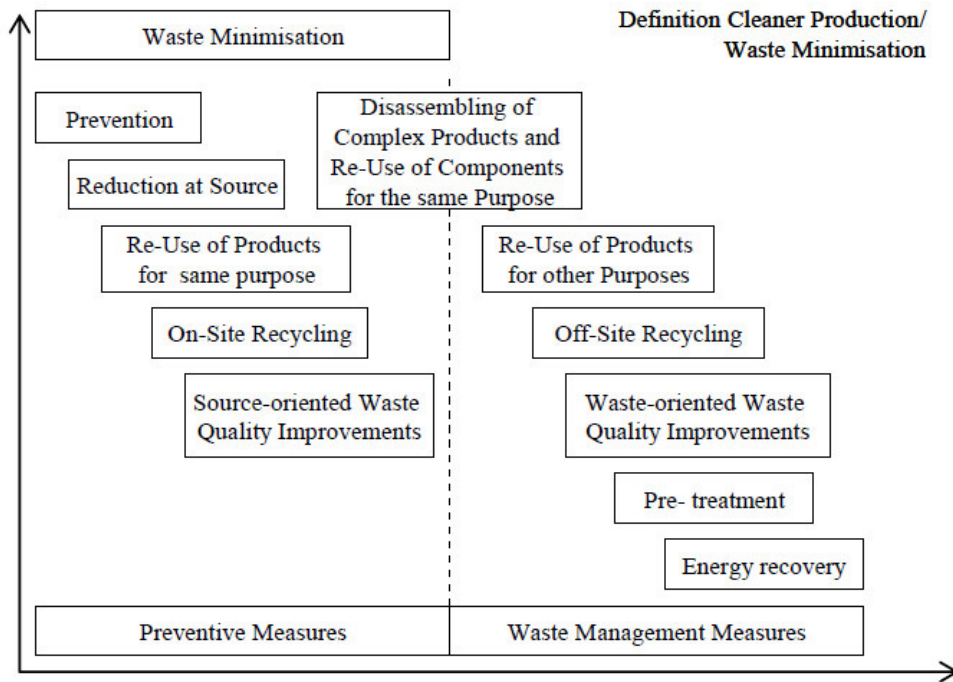 Definition Cleaner Production/
Waste Minimisation
Waste Minimisation
Prevention
Disassembling of
Complex Products and
Re-Use of Components
for the same Purpose
Reduction at Source
Re-Use of Products
for same purpose
Re-Use of Products
for other Purposes
On-Site Recycling
Off-Site Recycling
Source-oriented Waste
Quality Improvements
Waste-oriented Waste
Quality Improvements
Pre- treatment
Energy recovery
Preventive Measures
Waste Management Measures